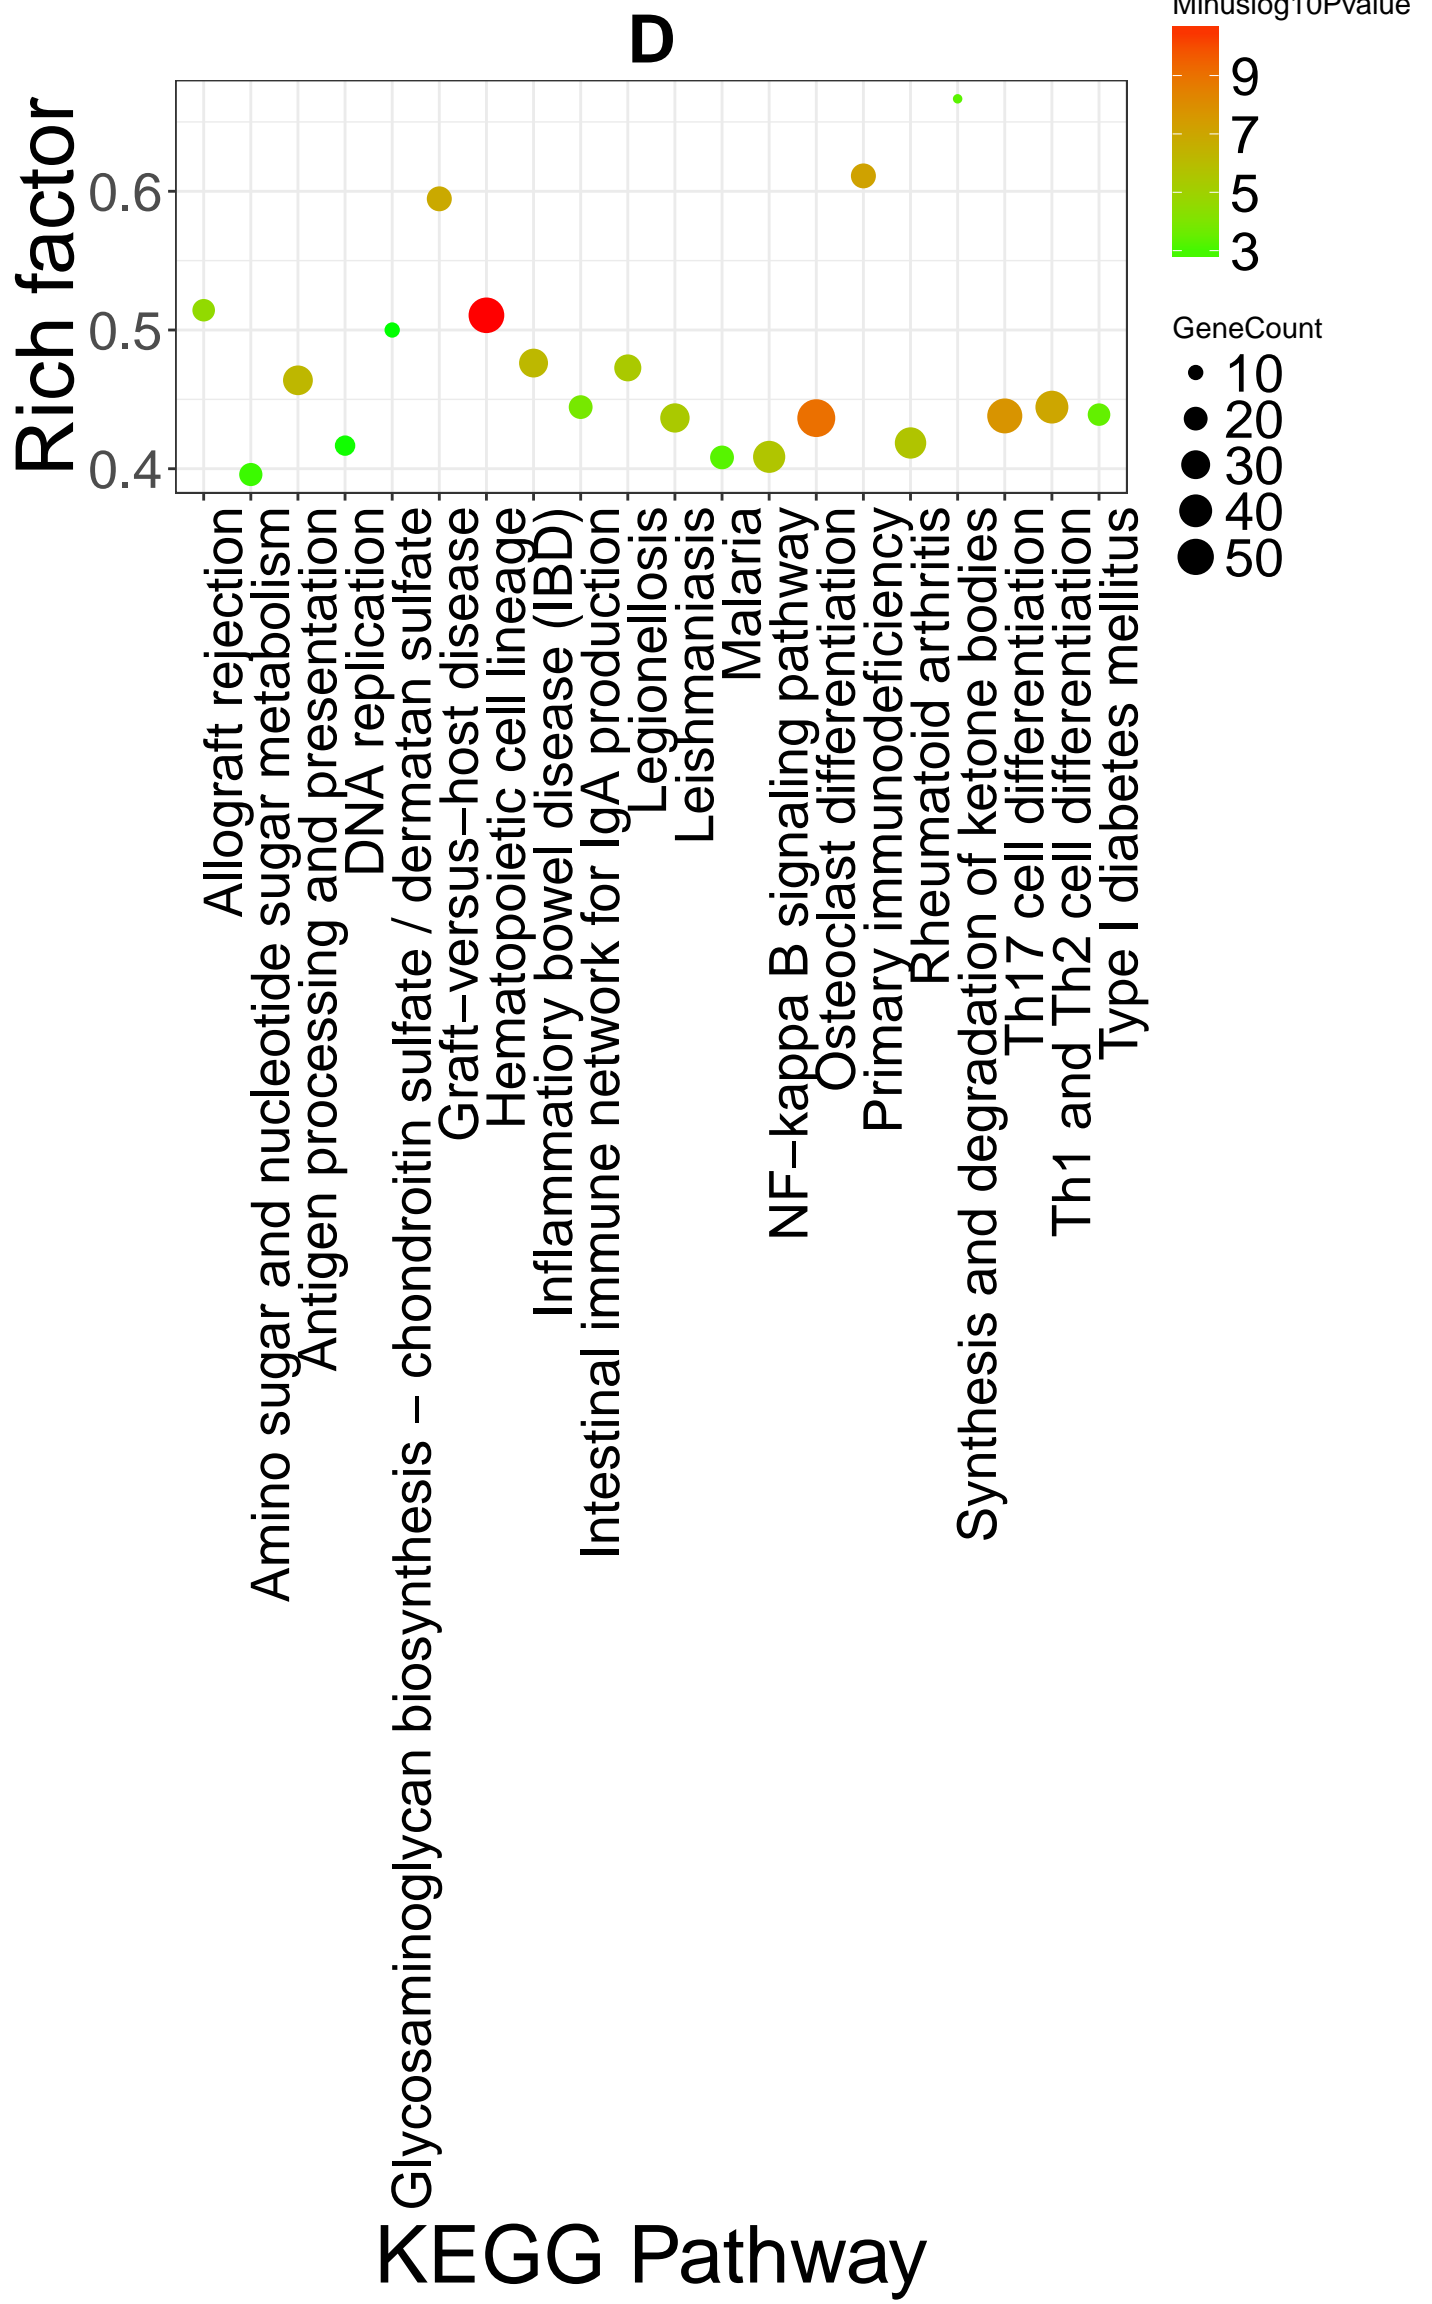 D
Minuslog10Pvalue
9
7
5
3
GeneCount
10
20
30
40
50
Rich factor
0.6
0.5
0.4
Allograft rejection
Amino sugar and nucleotide sugar metabolism
Antigen processing and presentation
DNA replication
Glycosaminoglycan biosynthesis − chondroitin sulfate / dermatan sulfate
Graft−versus−host disease
Hematopoietic cell lineage
Inflammatiory bowel disease (IBD)
Intestinal immune network for IgA production
Legionellosis
Leishmaniasis
Malaria
NF−kappa B signaling pathway
Osteoclast differentiation
Primary immunodeficiency
Rheumatoid arthritis
Synthesis and degradation of ketone bodies
Th17 cell differentiation
Th1 and Th2 cell differentiation
Type I diabetes mellitus
KEGG Pathway